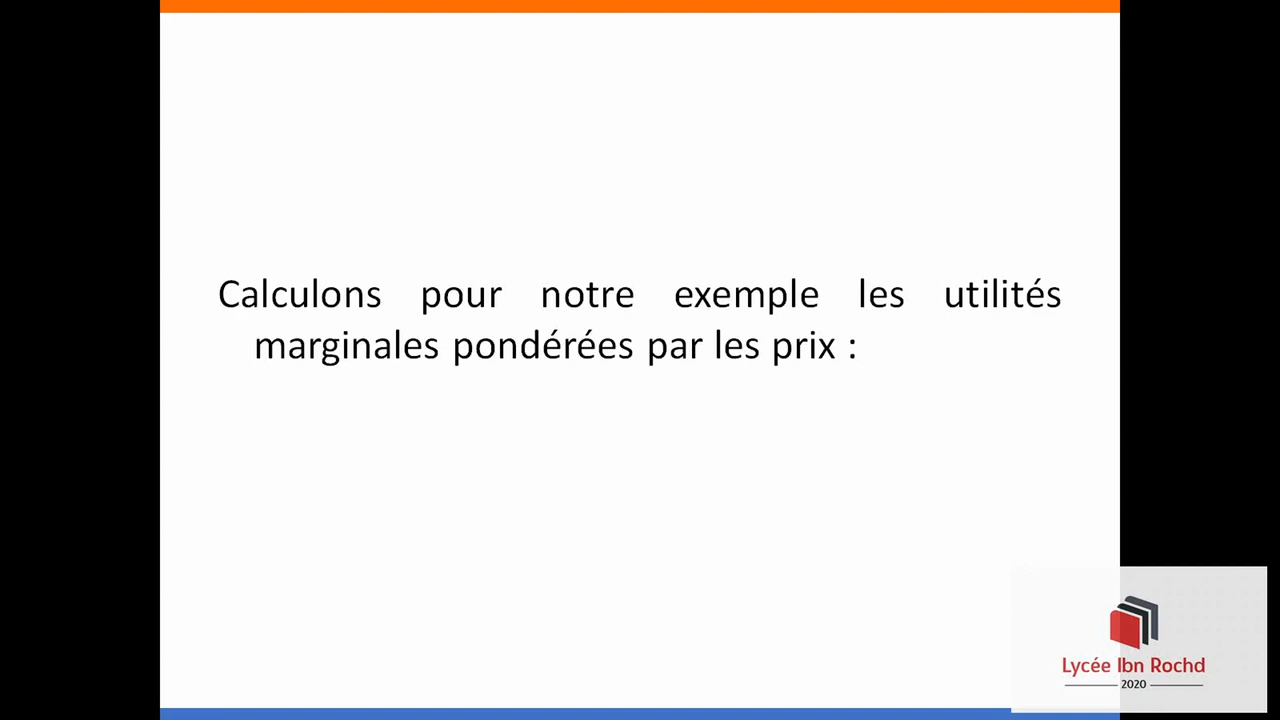 Calculons pour notre exemple les utilités
marginales pondérées par les prix :
Lycée Ibn Rochd
2020